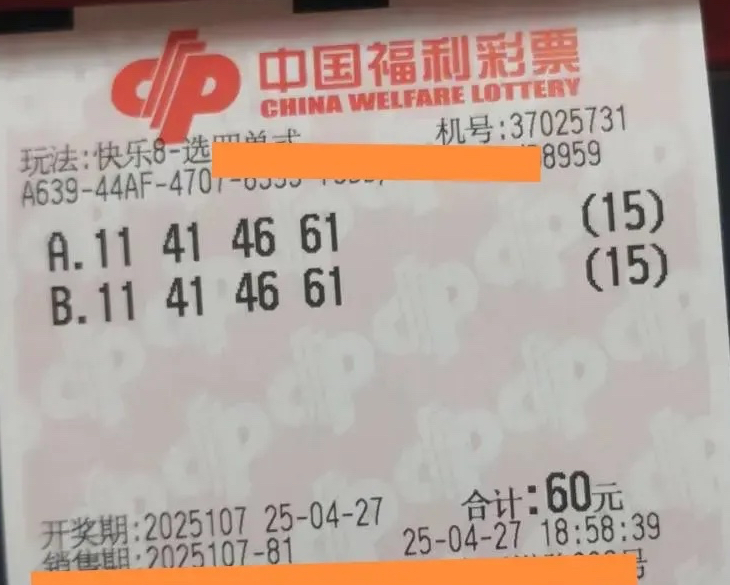 中国福利彩票
CHINA WELFARE LOTTERY
玩法:快乐8-选四单式 机号:37025731
A639-44AF-4707- 8959
A.11 41 46 61 (15)
B.11 41 46 61 (15)
合计:60元
开奖期:2025107 25-04-27 25-04-27 18:58:39
销售期:2025107-81 号